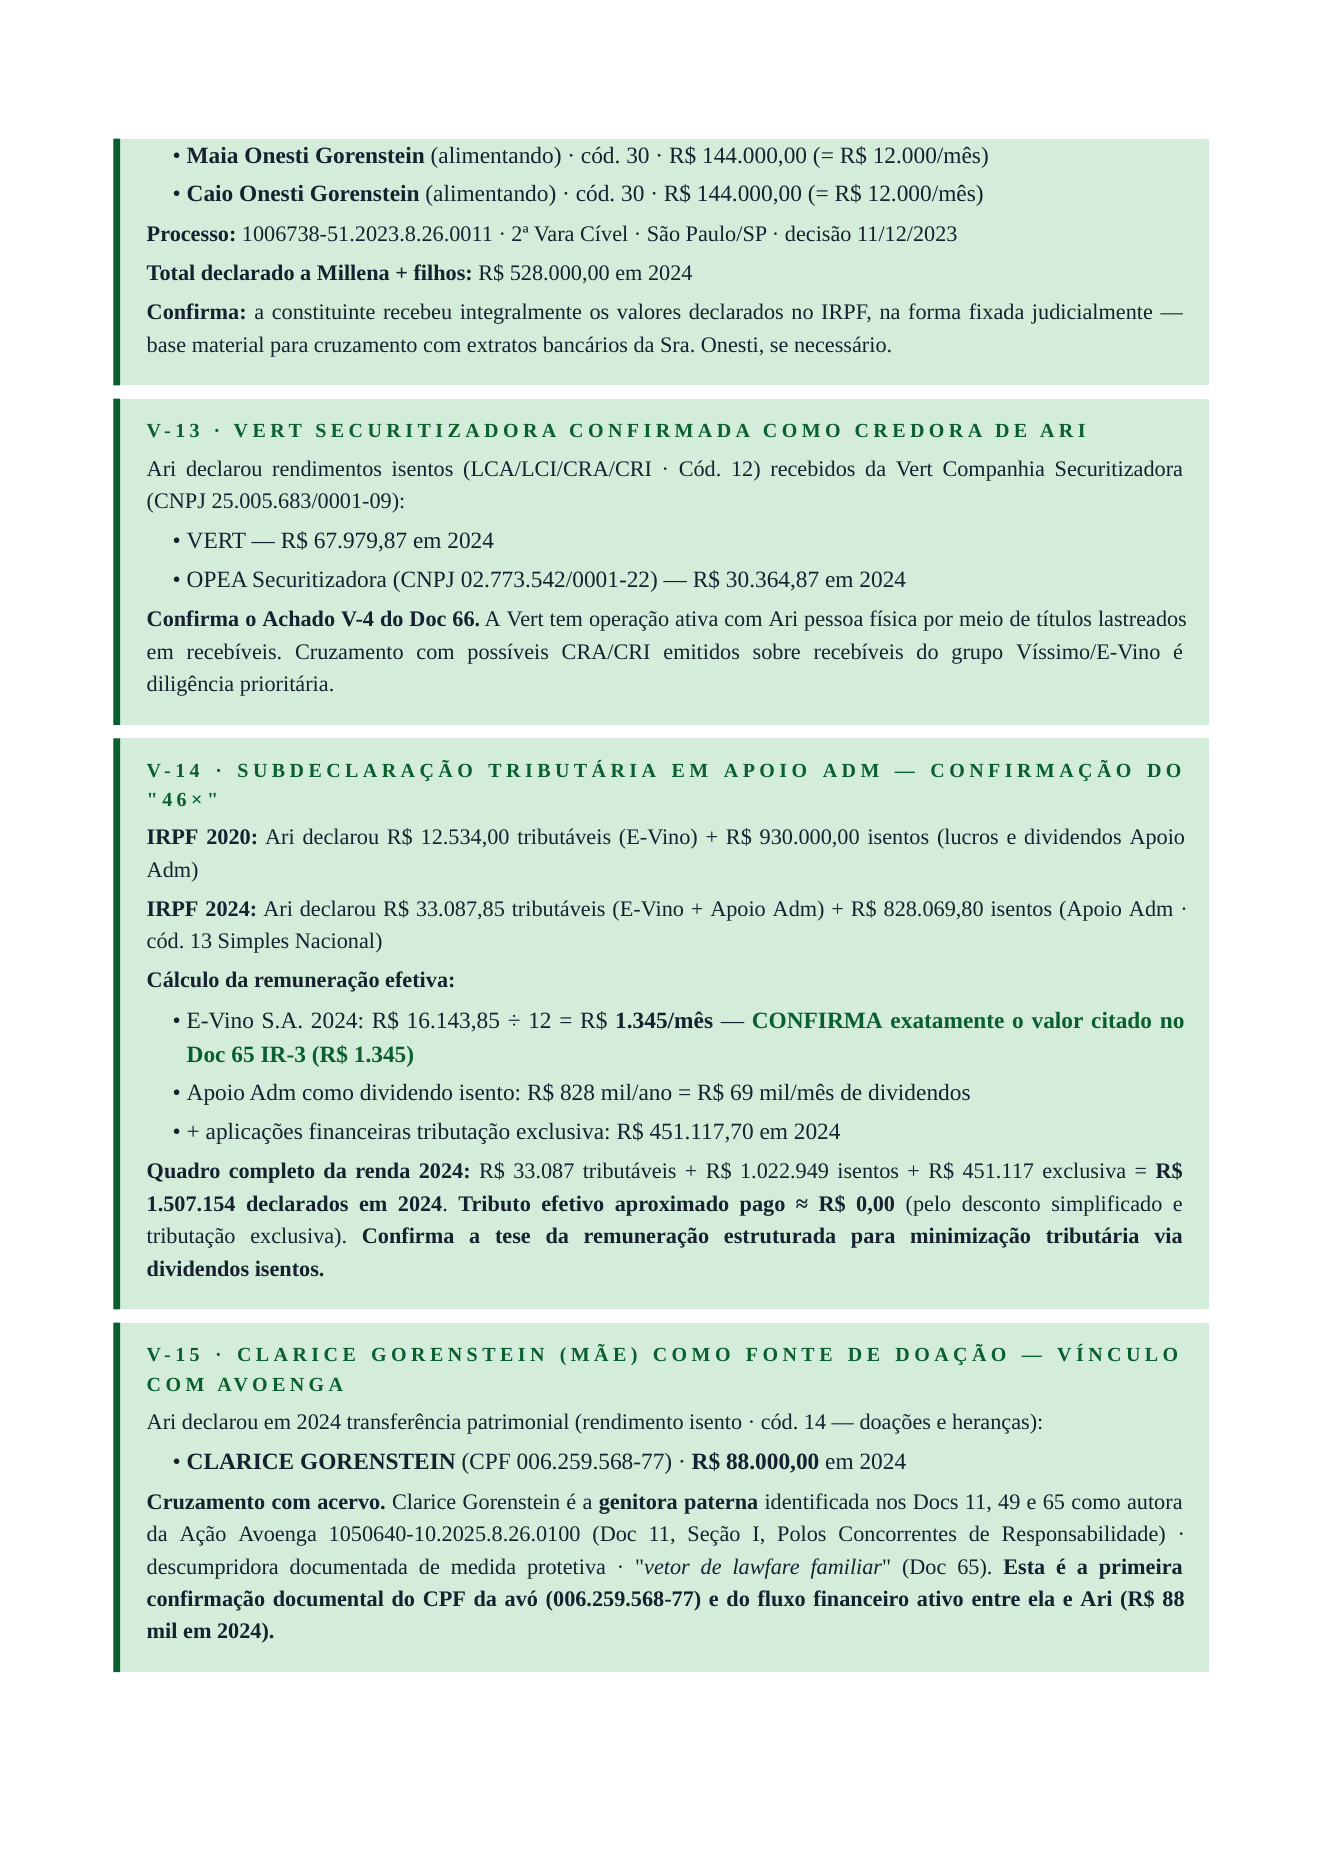 • Maia Onesti Gorenstein (alimentando) · cód. 30 · R$ 144.000,00 (= R$ 12.000/mês)
• Caio Onesti Gorenstein (alimentando) · cód. 30 · R$ 144.000,00 (= R$ 12.000/mês)
Processo: 1006738-51.2023.8.26.0011 · 2ª Vara Cível · São Paulo/SP · decisão 11/12/2023
Total declarado a Millena + filhos: R$ 528.000,00 em 2024
Confirma: a constituinte recebeu integralmente os valores declarados no IRPF, na forma fixada judicialmente —
base material para cruzamento com extratos bancários da Sra. Onesti, se necessário.
V-13 · VERT SECURITIZADORA CONFIRMADA COMO CREDORA DE ARI
Ari declarou rendimentos isentos (LCA/LCI/CRA/CRI · Cód. 12) recebidos da Vert Companhia Securitizadora
(CNPJ 25.005.683/0001-09):
• VERT — R$ 67.979,87 em 2024
• OPEA Securitizadora (CNPJ 02.773.542/0001-22) — R$ 30.364,87 em 2024
Confirma o Achado V-4 do Doc 66. A Vert tem operação ativa com Ari pessoa física por meio de títulos lastreados
em recebíveis. Cruzamento com possíveis CRA/CRI emitidos sobre recebíveis do grupo Víssimo/E-Vino é
diligência prioritária.
V-14 · SUBDECLARAÇÃO TRIBUTÁRIA EM APOIO ADM — CONFIRMAÇÃO DO
"46×"
IRPF 2020: Ari declarou R$ 12.534,00 tributáveis (E-Vino) + R$ 930.000,00 isentos (lucros e dividendos Apoio
Adm)
IRPF 2024: Ari declarou R$ 33.087,85 tributáveis (E-Vino + Apoio Adm) + R$ 828.069,80 isentos (Apoio Adm ·
cód. 13 Simples Nacional)
Cálculo da remuneração efetiva:
• E-Vino S.A. 2024: R$ 16.143,85 ÷ 12 = R$ 1.345/mês — CONFIRMA exatamente o valor citado no
Doc 65 IR-3 (R$ 1.345)
• Apoio Adm como dividendo isento: R$ 828 mil/ano = R$ 69 mil/mês de dividendos
• + aplicações financeiras tributação exclusiva: R$ 451.117,70 em 2024
Quadro completo da renda 2024: R$ 33.087 tributáveis + R$ 1.022.949 isentos + R$ 451.117 exclusiva = R$
1.507.154 declarados em 2024. Tributo efetivo aproximado pago ≈ R$ 0,00 (pelo desconto simplificado e
tributação exclusiva). Confirma a tese da remuneração estruturada para minimização tributária via
dividendos isentos.
V-15 · CLARICE GORENSTEIN (MÃE) COMO FONTE DE DOAÇÃO — VÍNCULO
COM AVOENGA
Ari declarou em 2024 transferência patrimonial (rendimento isento · cód. 14 — doações e heranças):
• CLARICE GORENSTEIN (CPF 006.259.568-77) · R$ 88.000,00 em 2024
Cruzamento com acervo. Clarice Gorenstein é a genitora paterna identificada nos Docs 11, 49 e 65 como autora
da Ação Avoenga 1050640-10.2025.8.26.0100 (Doc 11, Seção I, Polos Concorrentes de Responsabilidade) ·
descumpridora documentada de medida protetiva · "vetor de lawfare familiar" (Doc 65). Esta é a primeira
confirmação documental do CPF da avó (006.259.568-77) e do fluxo financeiro ativo entre ela e Ari (R$ 88
mil em 2024).